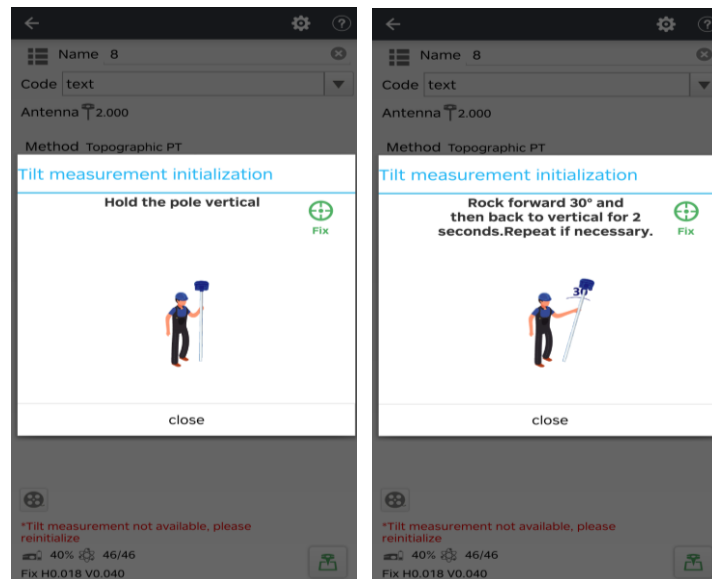 Name 8
Code text
Antenna 2.000
Method Topographic PT
Tilt measurement initialization
Hold the pole vertical
Fix
close
*Tilt measurement not available, please
reinitialize
40% 46/46
Fix H0.018 V0.040
Name 8
Code text
Antenna 2.000
Method Topographic PT
Tilt measurement initialization
Rock forward 30° and
then back to vertical for 2
seconds.Repeat if necessary.
Fix
30°
close
*Tilt measurement not available, please
reinitialize
40% 46/46
Fix H0.018 V0.040